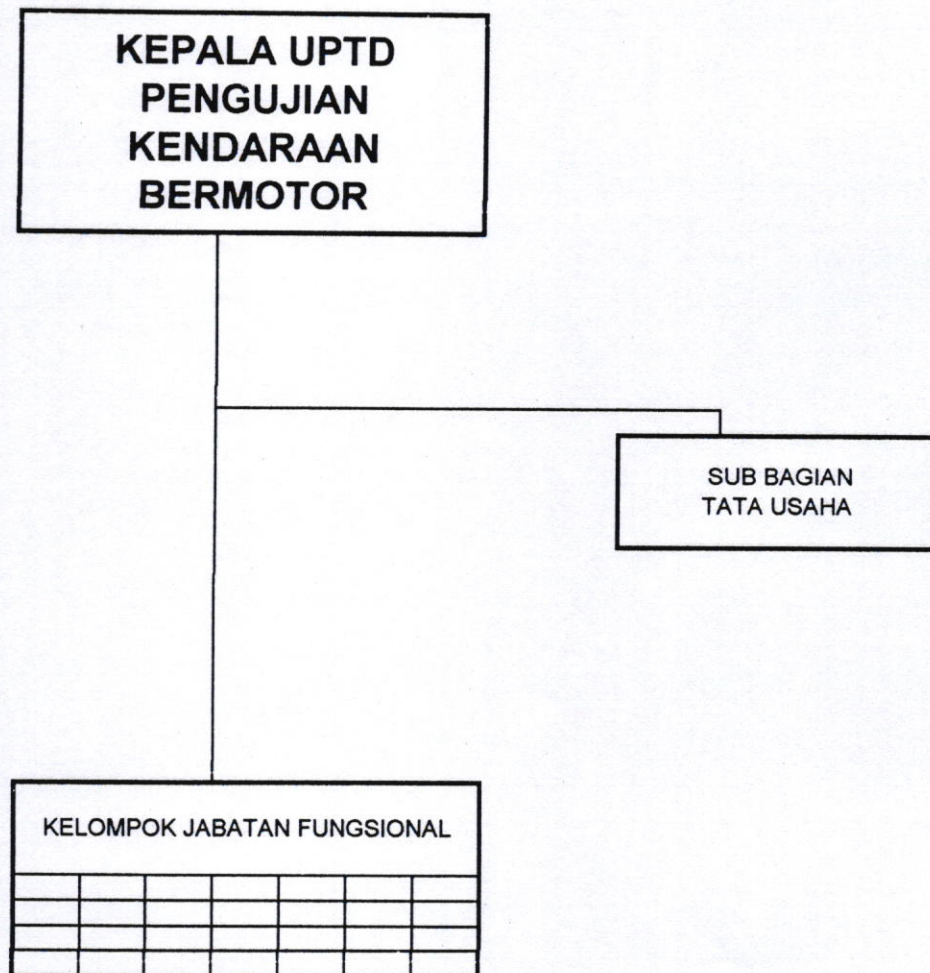 KEPALA UPTD
PENGUJIAN
KENDARAAN
BERMOTOR
SUB BAGIAN
TATA USAHA
KELOMPOK JABATAN FUNGSIONAL